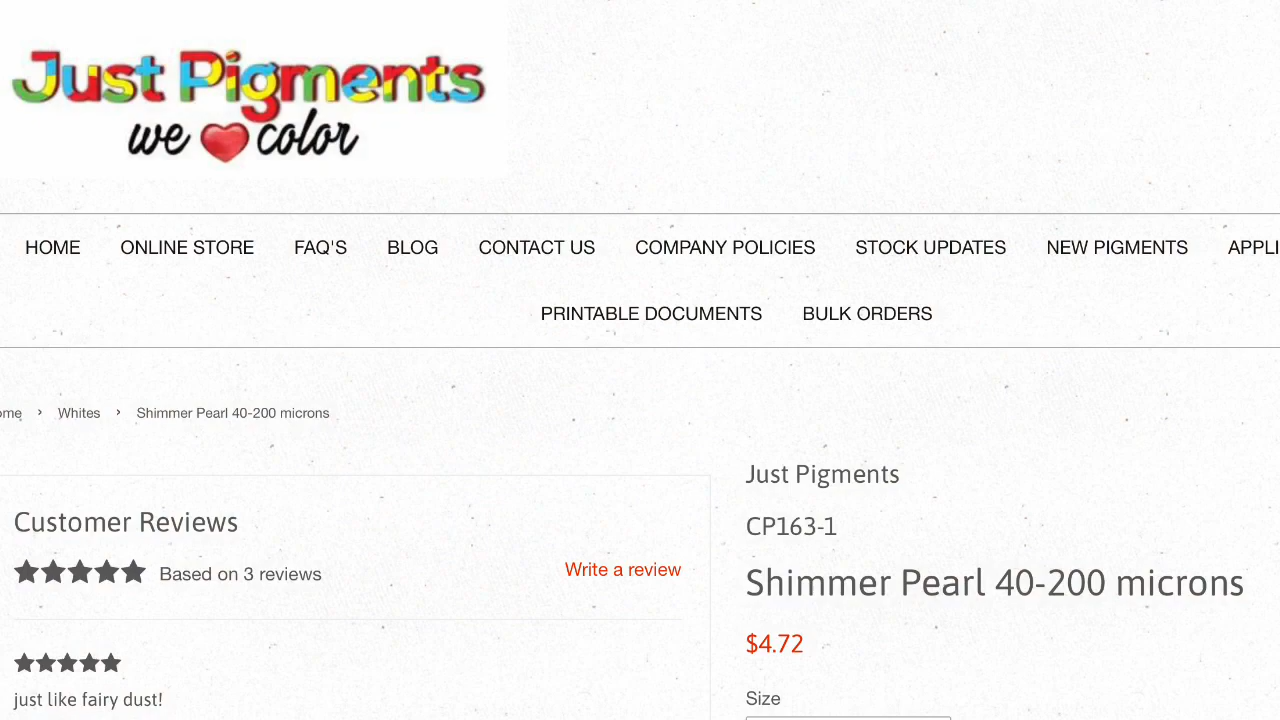 Just Pigments
we color
HOME ONLINE STORE FAQ'S BLOG CONTACT US COMPANY POLICIES STOCK UPDATES NEW PIGMENTS APPLI
PRINTABLE DOCUMENTS BULK ORDERS
ome › Whites › Shimmer Pearl 40-200 microns
Customer Reviews
Based on 3 reviews
Write a review
just like fairy dust!
Just Pigments
CP163-1
Shimmer Pearl 40-200 microns
$4.72
Size